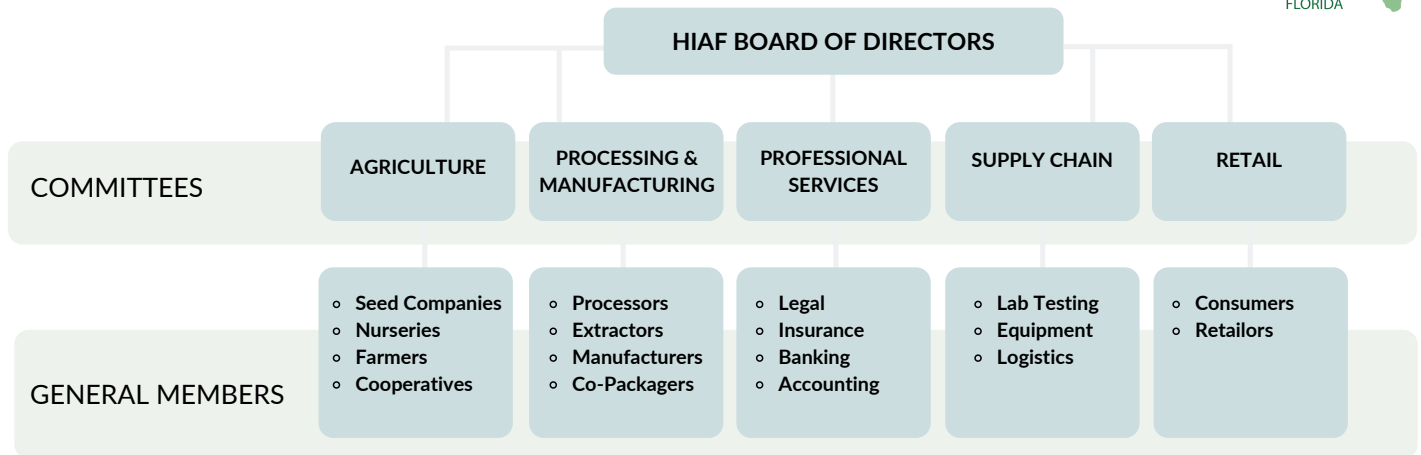 FLORIDA
HIAF BOARD OF DIRECTORS
COMMITTEES
AGRICULTURE
PROCESSING &
MANUFACTURING
PROFESSIONAL
SERVICES
SUPPLY CHAIN
RETAIL
GENERAL MEMBERS
Seed Companies
Nurseries
Farmers
Cooperatives
Processors
Extractors
Manufacturers
Co-Packagers
Legal
Insurance
Banking
Accounting
Lab Testing
Equipment
Logistics
Consumers
Retailors